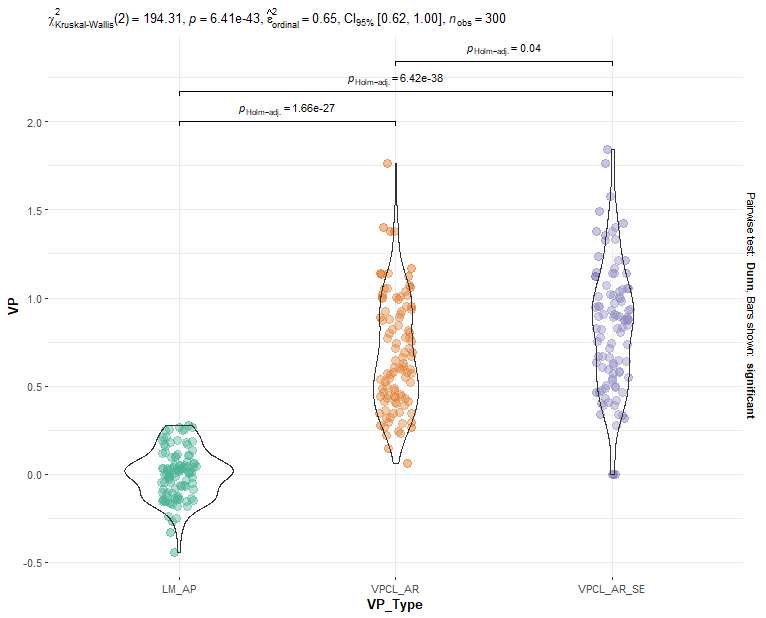 χ²Kruskal-Wallis(2) = 194.31, p = 6.41e-43, ε̂²ordinal = 0.65, CI95% [0.62, 1.00], nobs = 300
pHolm-adj. = 0.04
pHolm-adj. = 6.42e-38
pHolm-adj. = 1.66e-27
2.0
1.5
1.0
0.5
0.0
-0.5
VP
Pairwise test: Dunn, Bars shown: significant
LM_AP
VPCL_AR
VPCL_AR_SE
VP_Type